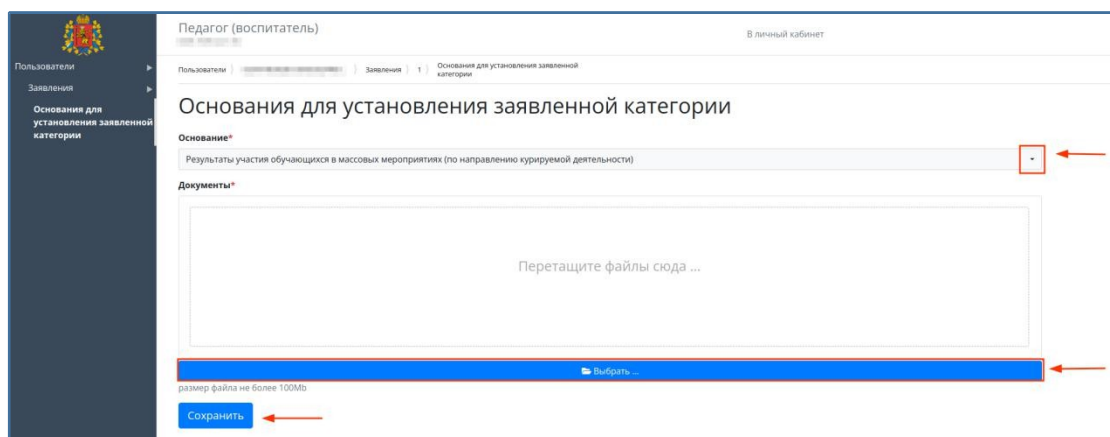 Педагог (воспитатель)
В личный кабинет
Пользователи
Заявления
Основания для
установления заявленной
категории
Пользователи
Заявления
1
Основания для установления заявленной
категории
Основания для установления заявленной категории
Основание*
Результаты участия обучающихся в массовых мероприятиях (по направлению курируемой деятельности)
Документы*
Перетащите файлы сюда ...
Выбрать ...
размер файла не более 100Mb
Сохранить